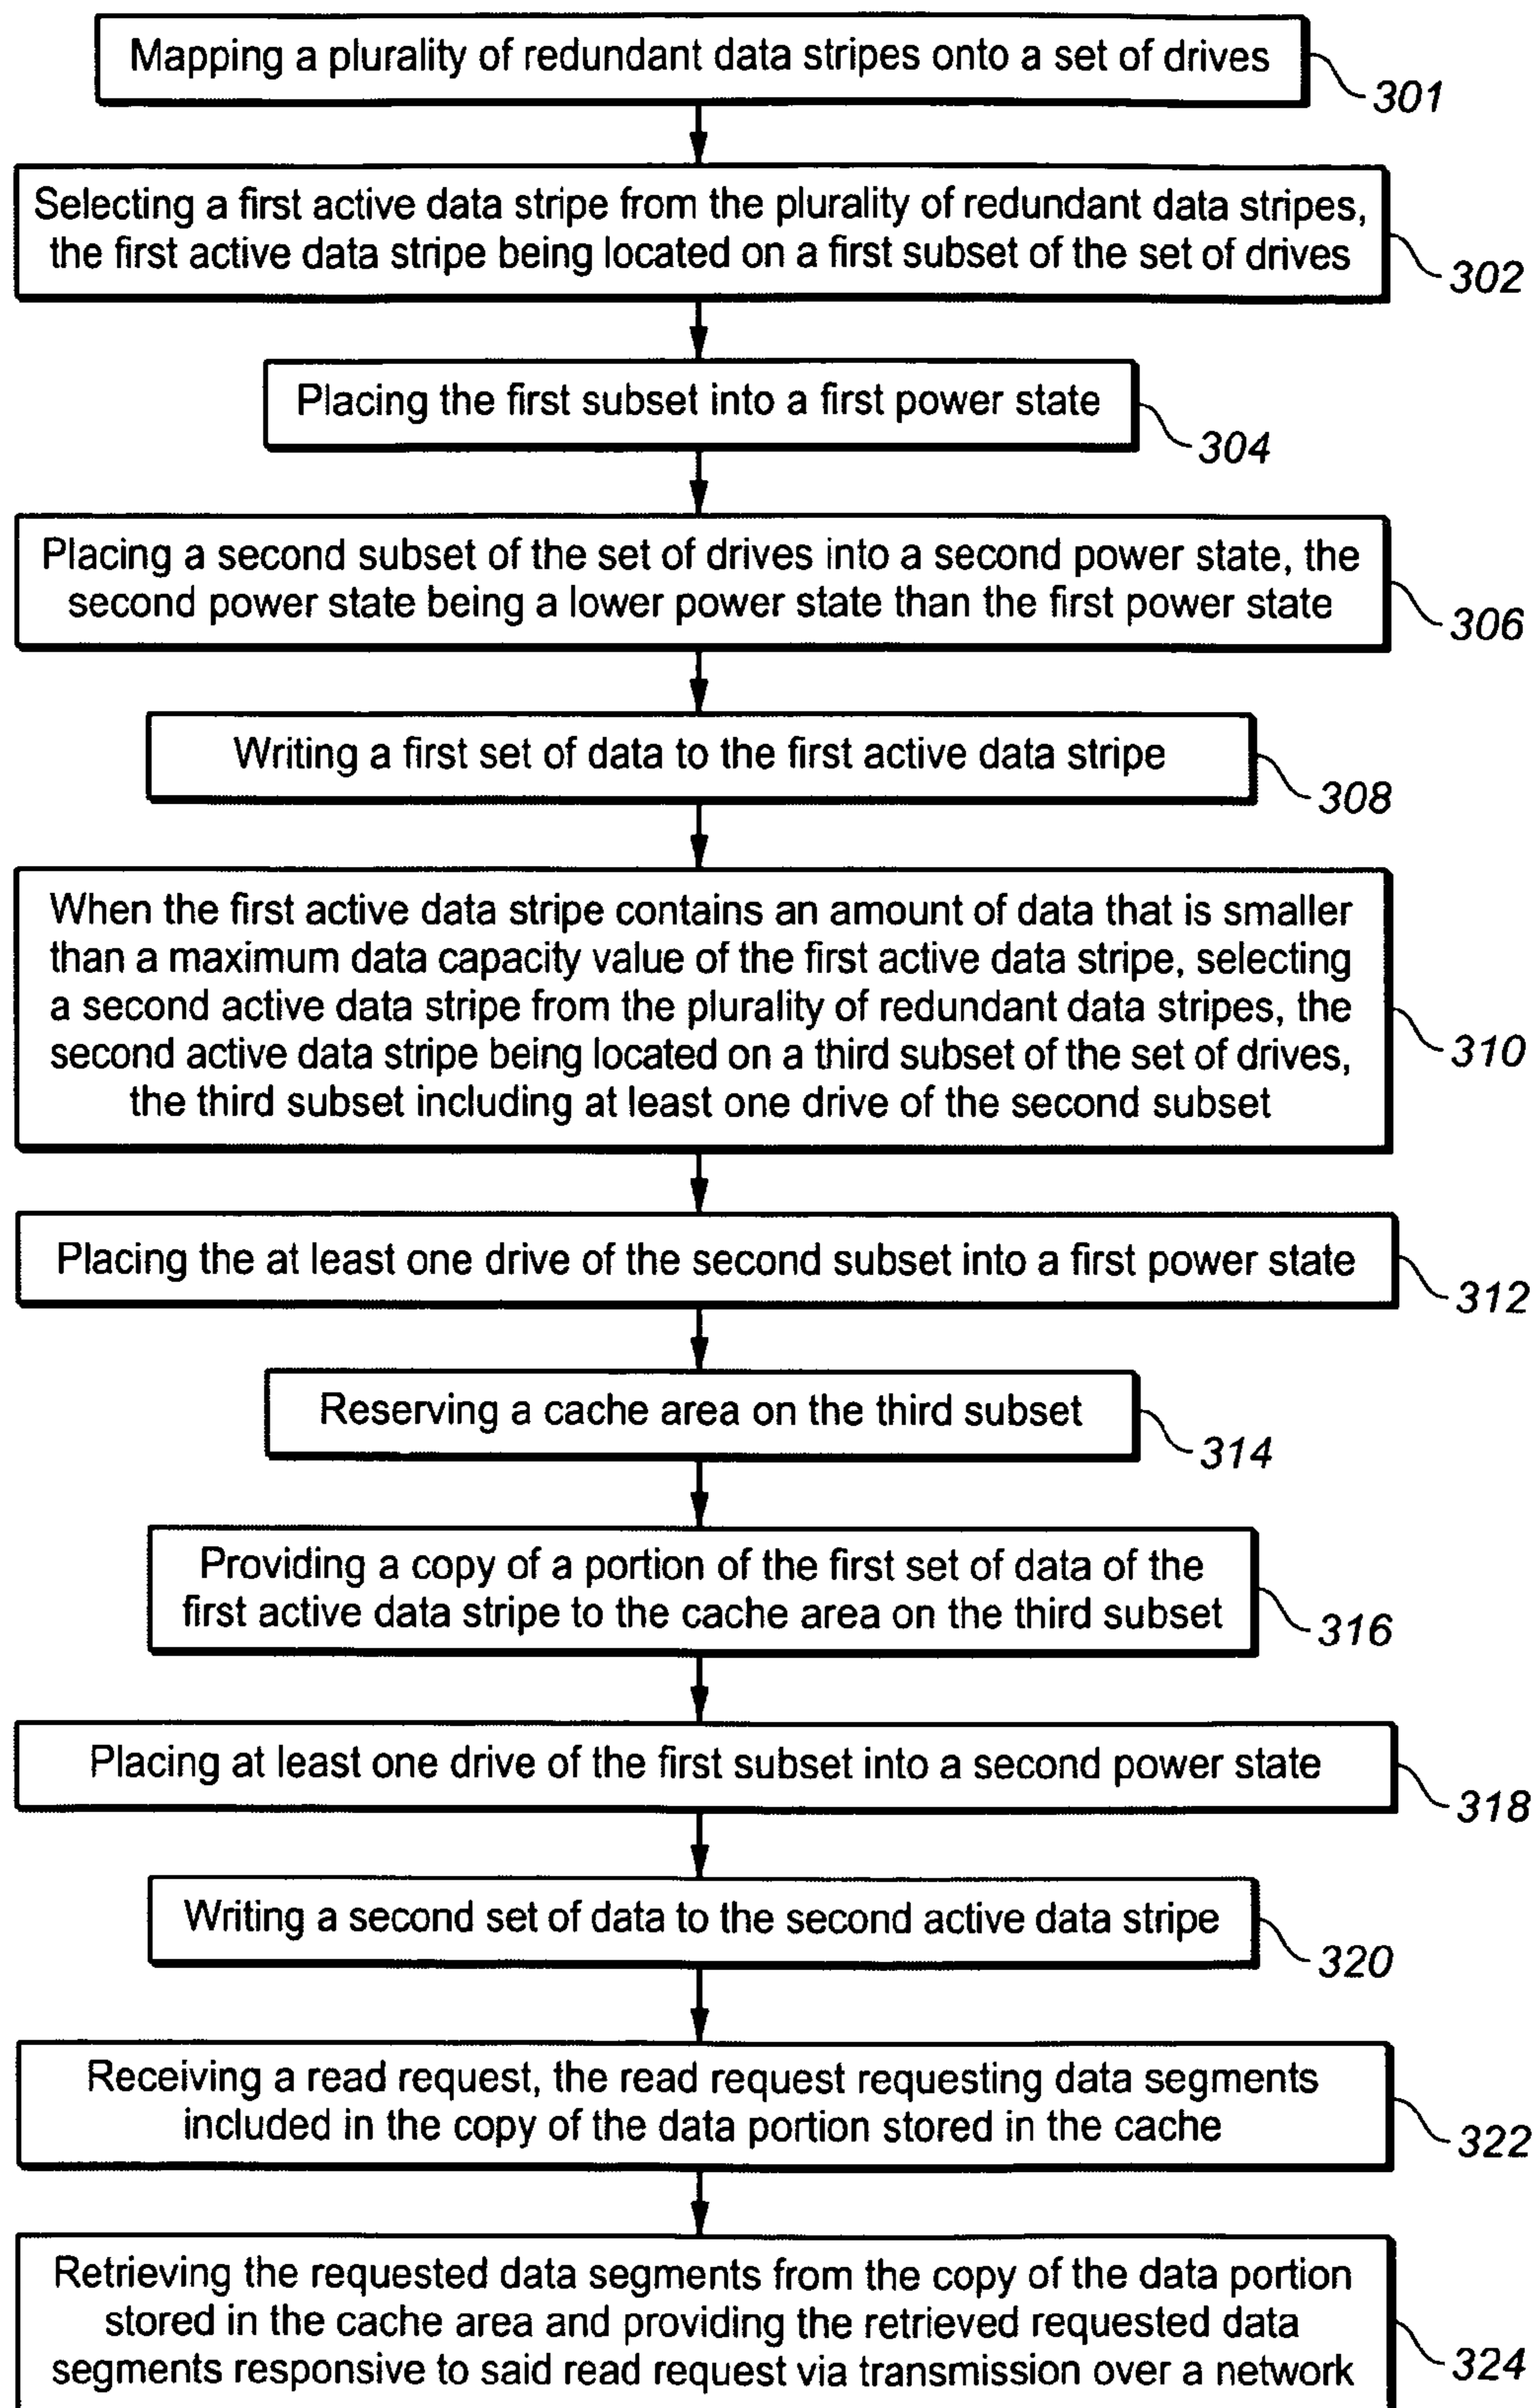 Mapping a plurality of redundant data stripes onto a set of drives
301
Selecting a first active data stripe from the plurality of redundant data stripes,
the first active data stripe being located on a first subset of the set of drives
302
Placing the first subset into a first power state
304
Placing a second subset of the set of drives into a second power state, the
second power state being a lower power state than the first power state
306
Writing a first set of data to the first active data stripe
308
When the first active data stripe contains an amount of data that is smaller
than a maximum data capacity value of the first active data stripe, selecting
a second active data stripe from the plurality of redundant data stripes, the
second active data stripe being located on a third subset of the set of drives,
the third subset including at least one drive of the second subset
310
Placing the at least one drive of the second subset into a first power state
312
Reserving a cache area on the third subset
314
Providing a copy of a portion of the first set of data of the
first active data stripe to the cache area on the third subset
316
Placing at least one drive of the first subset into a second power state
318
Writing a second set of data to the second active data stripe
320
Receiving a read request, the read request requesting data segments
included in the copy of the data portion stored in the cache
322
Retrieving the requested data segments from the copy of the data portion
stored in the cache area and providing the retrieved requested data
segments responsive to said read request via transmission over a network
324